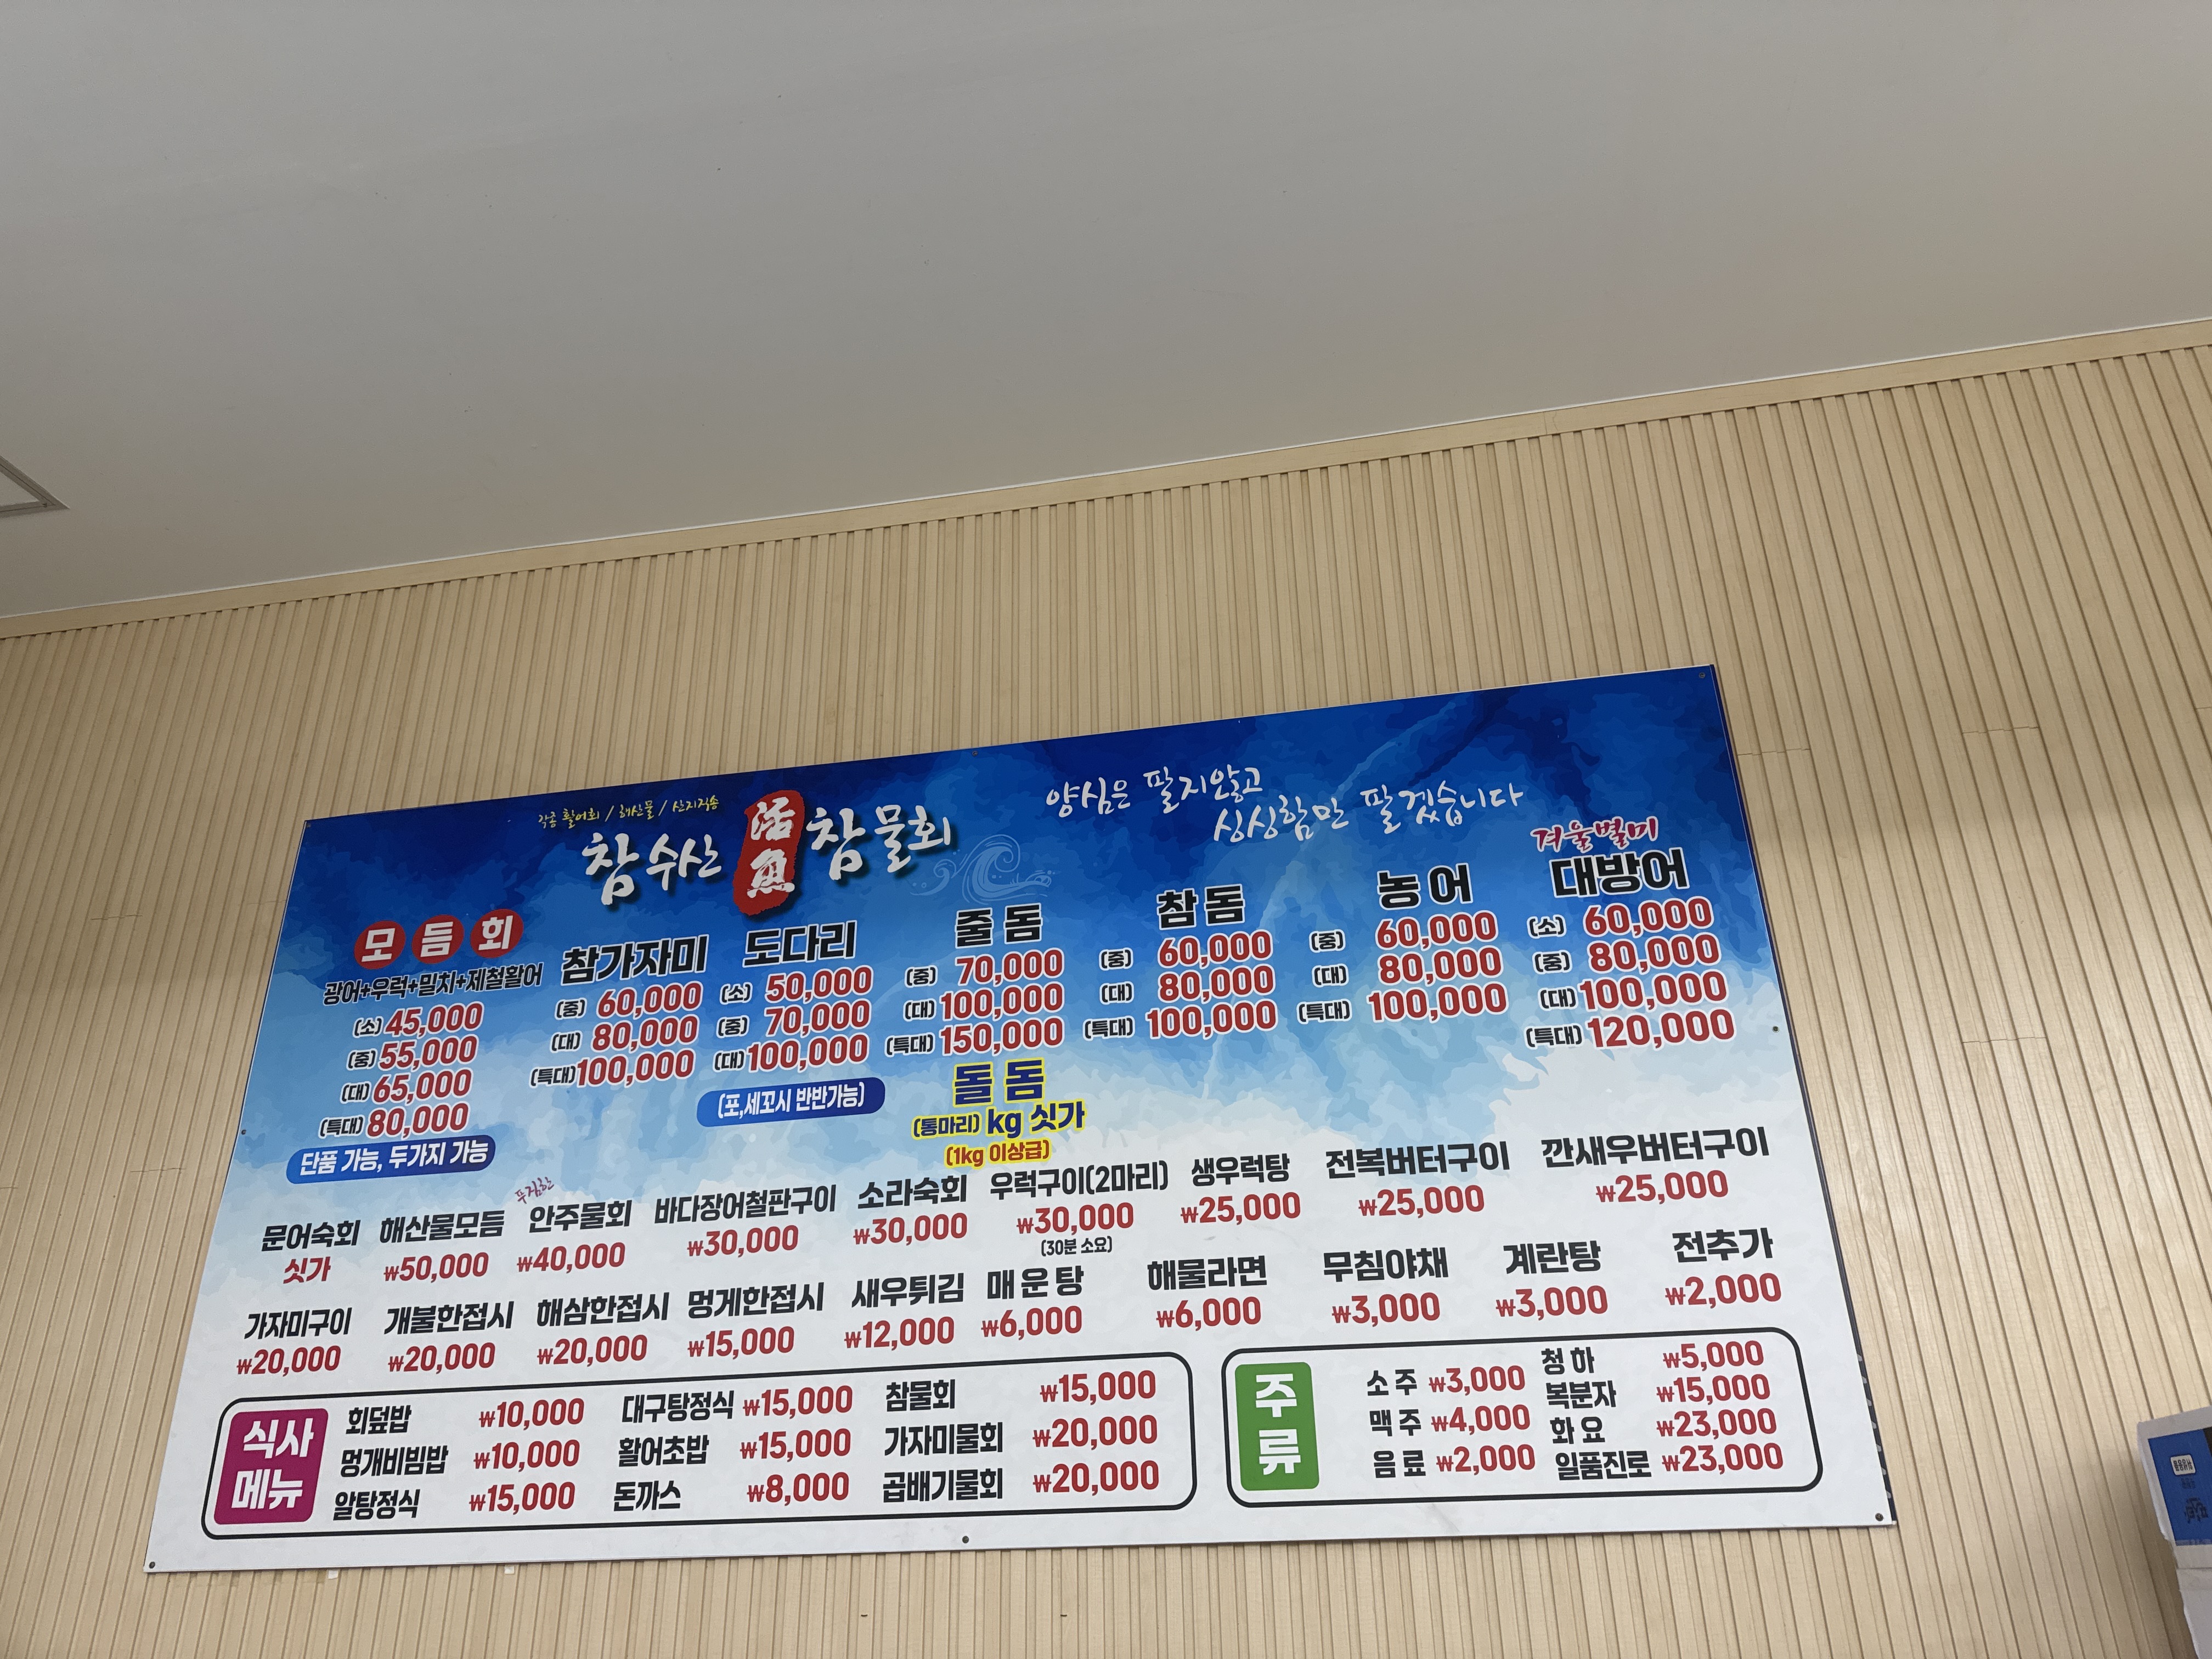 각종 활어회 / 해산물 / 산지직송
참수산 活魚 참물회
양심은 팔지않고
싱싱함만 팔겠습니다
모듬회
광어+우럭+밀치+제철활어
(소) 45,000
(중) 55,000
(대) 65,000
(특대) 80,000
단품 가능, 두가지 가능
참가자미
(중) 60,000
(대) 80,000
(특대) 100,000
도다리
(소) 50,000
(중) 70,000
(대) 100,000
(포,세꼬시 반반가능)
줄돔
(중) 70,000
(대) 100,000
(특대) 150,000
돌돔
(통마리) kg 싯가
(1kg 이상급)
참돔
(중) 60,000
(대) 80,000
(특대) 100,000
농어
(중) 60,000
(대) 80,000
(특대) 100,000
겨울별미
대방어
(소) 60,000
(중) 80,000
(대) 100,000
(특대) 120,000
문어숙회 싯가
해산물모듬 ₩50,000
푸짐한
안주물회 ₩40,000
바다장어철판구이 ₩30,000
소라숙회 ₩30,000
우럭구이(2마리) ₩30,000
(30분 소요)
생우럭탕 ₩25,000
전복버터구이 ₩25,000
깐새우버터구이 ₩25,000
가자미구이 ₩20,000
개불한접시 ₩20,000
해삼한접시 ₩20,000
멍게한접시 ₩15,000
새우튀김 ₩12,000
매운탕 ₩6,000
해물라면 ₩6,000
무침야채 ₩3,000
계란탕 ₩3,000
전추가 ₩2,000
식사
메뉴
회덮밥 ₩10,000
멍개비빔밥 ₩10,000
알탕정식 ₩15,000
대구탕정식 ₩15,000
활어초밥 ₩15,000
돈까스 ₩8,000
참물회 ₩15,000
가자미물회 ₩20,000
곱배기물회 ₩20,000
주류
소주 ₩3,000
맥주 ₩4,000
음료 ₩2,000
청하 ₩5,000
복분자 ₩15,000
화요 ₩23,000
일품진로 ₩23,000